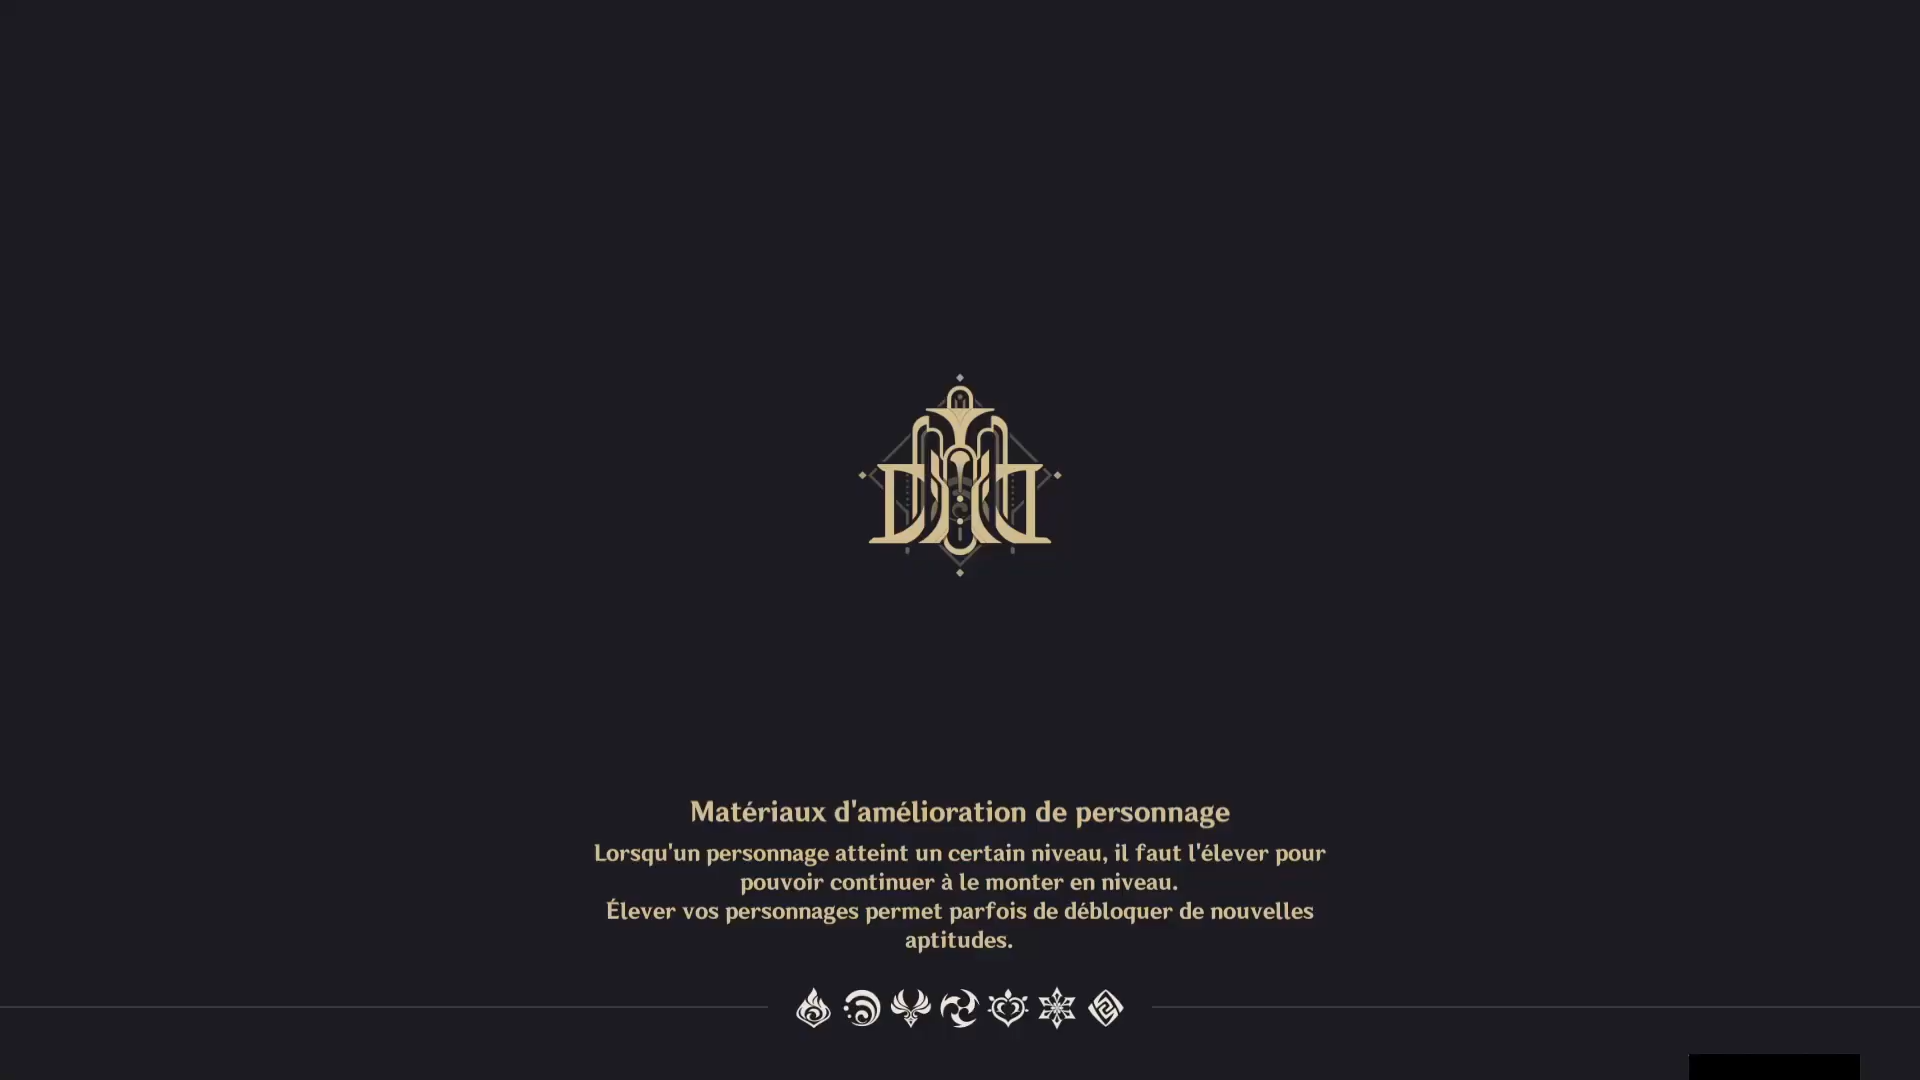 Matériaux d'amélioration de personnage
Lorsqu'un personnage atteint un certain niveau, il faut l'élever pour
pouvoir continuer à le monter en niveau.
Élever vos personnages permet parfois de débloquer de nouvelles
aptitudes.